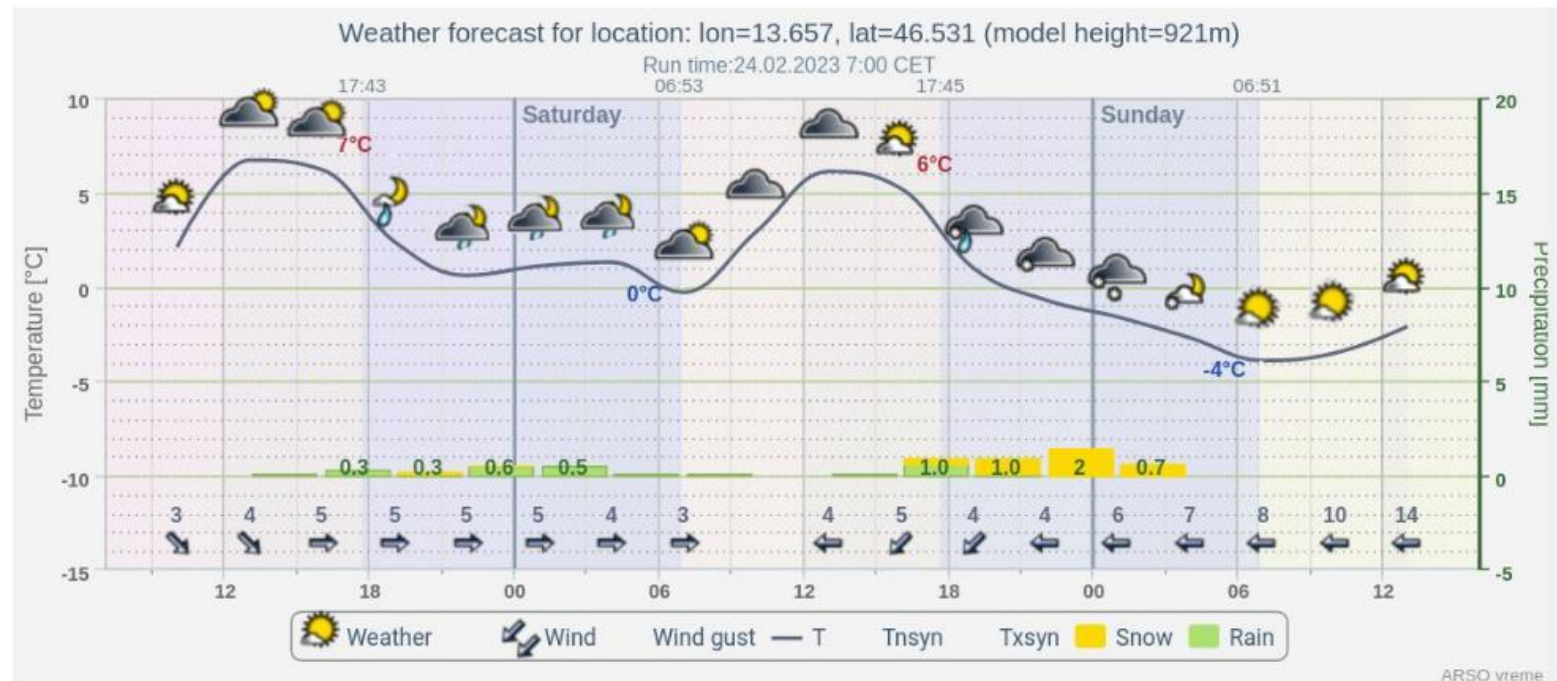 Weather forecast for location: lon=13.657, lat=46.531 (model height=921m)
Run time:24.02.2023 7:00 CET
17:43 06:53 17:45 06:51
10 20
Saturday Sunday
7°C
6°C
5 15
0 10
0°C
-5 5
-4°C
-10 0
0.3 0.3 0.6 0.5 1.0 1.0 2 0.7
3 4 5 5 5 5 4 3 4 5 4 4 6 7 8 10 14
-15 -5
12 18 00 06 12 18 00 06 12
Temperature [°C]
Precipitation [mm]
Weather Wind Wind gust T Tnsyn Txsyn Snow Rain
ARSO vreme